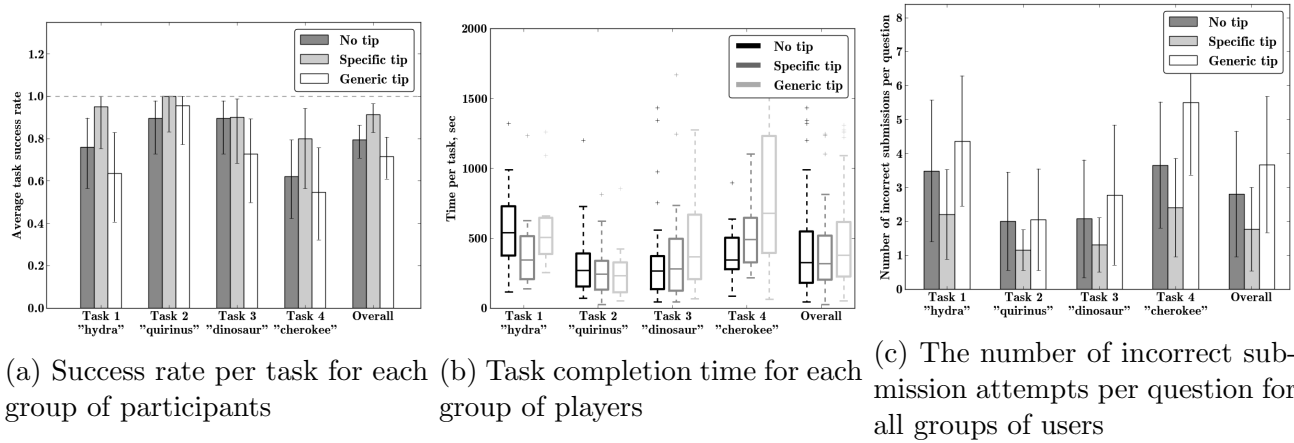 1.2
1.0
0.8
0.6
0.4
0.2
0.0
Average task success rate
No tip
Specific tip
Generic tip
Task 1 Task 2 Task 3 Task 4 Overall
"hydra" "quirinus" "dinosaur" "cherokee"
(a) Success rate per task for each
group of participants
2000
1500
1000
500
0
Time per task, sec
No tip
Specific tip
Generic tip
Task 1 Task 2 Task 3 Task 4 Overall
"hydra" "quirinus" "dinosaur" "cherokee"
(b) Task completion time for each
group of players
8
7
6
5
4
3
2
1
0
Number of incorrect submissions per question
No tip
Specific tip
Generic tip
Task 1 Task 2 Task 3 Task 4 Overall
"hydra" "quirinus" "dinosaur" "cherokee"
(c) The number of incorrect sub-
mission attempts per question for
all groups of users